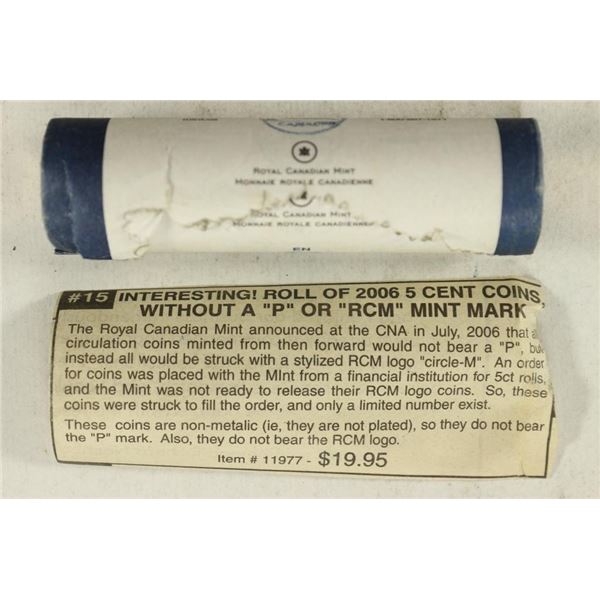 CANADA
ROYAL CANADIAN MINT
MONNAIE ROYALE CANADIENNE
ROYAL CANADIAN MINT
MONNAIE ROYALE CANADIENNE
EN
#15 INTERESTING! ROLL OF 2006 5 CENT COINS,
WITHOUT A "P" OR "RCM" MINT MARK
The Royal Canadian Mint announced at the CNA in July, 2006 that all
circulation coins minted from then forward would not bear a "P", but
instead all would be struck with a stylized RCM logo "circle-M". An order
for coins was placed with the MInt from a financial institution for 5ct rolls,
and the Mint was not ready to release their RCM logo coins. So, these
coins were struck to fill the order, and only a limited number exist.
These coins are non-metalic (ie, they are not plated), so they do not bear
the "P" mark. Also, they do not bear the RCM logo.
Item # 11977 - $19.95